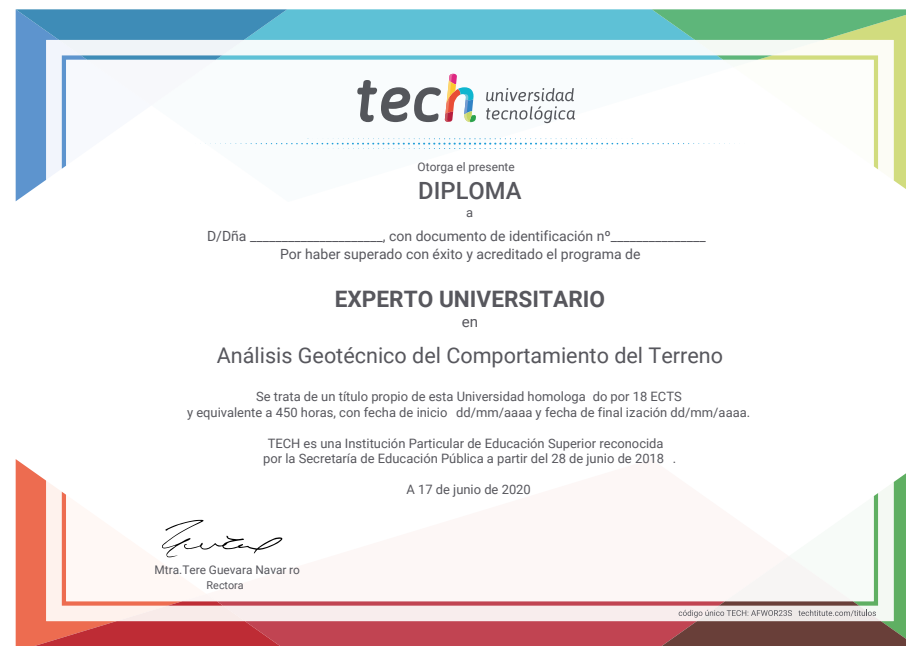 tech universidad
tecnológica
Otorga el presente
DIPLOMA
a
D/Dña ___________________, con documento de identificación nº______________
Por haber superado con éxito y acreditado el programa de
EXPERTO UNIVERSITARIO
en
Análisis Geotécnico del Comportamiento del Terreno
Se trata de un título propio de esta Universidad homologa do por 18 ECTS
y equivalente a 450 horas, con fecha de inicio dd/mm/aaaa y fecha de final ización dd/mm/aaaa.
TECH es una Institución Particular de Educación Superior reconocida
por la Secretaría de Educación Pública a partir del 28 de junio de 2018 .
A 17 de junio de 2020
Mtra.Tere Guevara Navar ro
Rectora
código único TECH: AFWOR23S techtitute.com/titulos